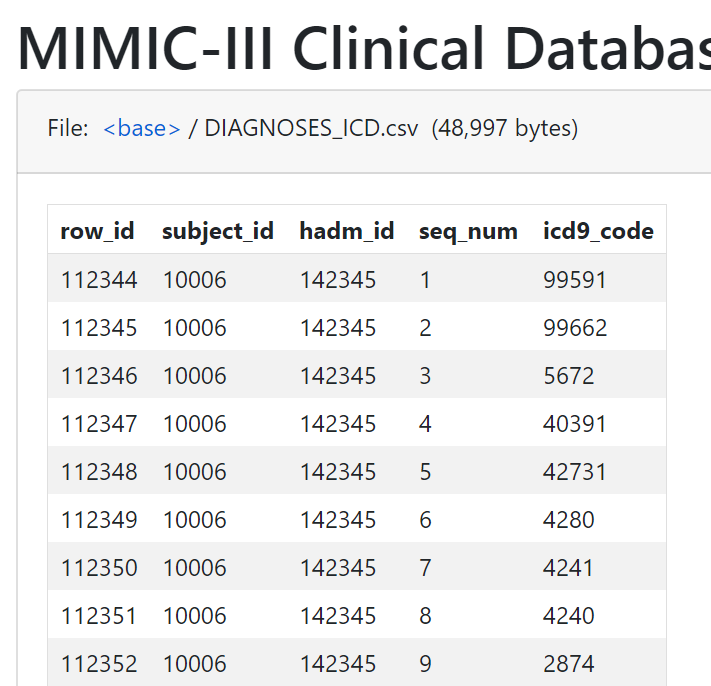 MIMIC-III Clinical Databas
File: <base> / DIAGNOSES_ICD.csv (48,997 bytes)
row_id subject_id hadm_id seq_num icd9_code
112344 10006 142345 1 99591
112345 10006 142345 2 99662
112346 10006 142345 3 5672
112347 10006 142345 4 40391
112348 10006 142345 5 42731
112349 10006 142345 6 4280
112350 10006 142345 7 4241
112351 10006 142345 8 4240
112352 10006 142345 9 2874